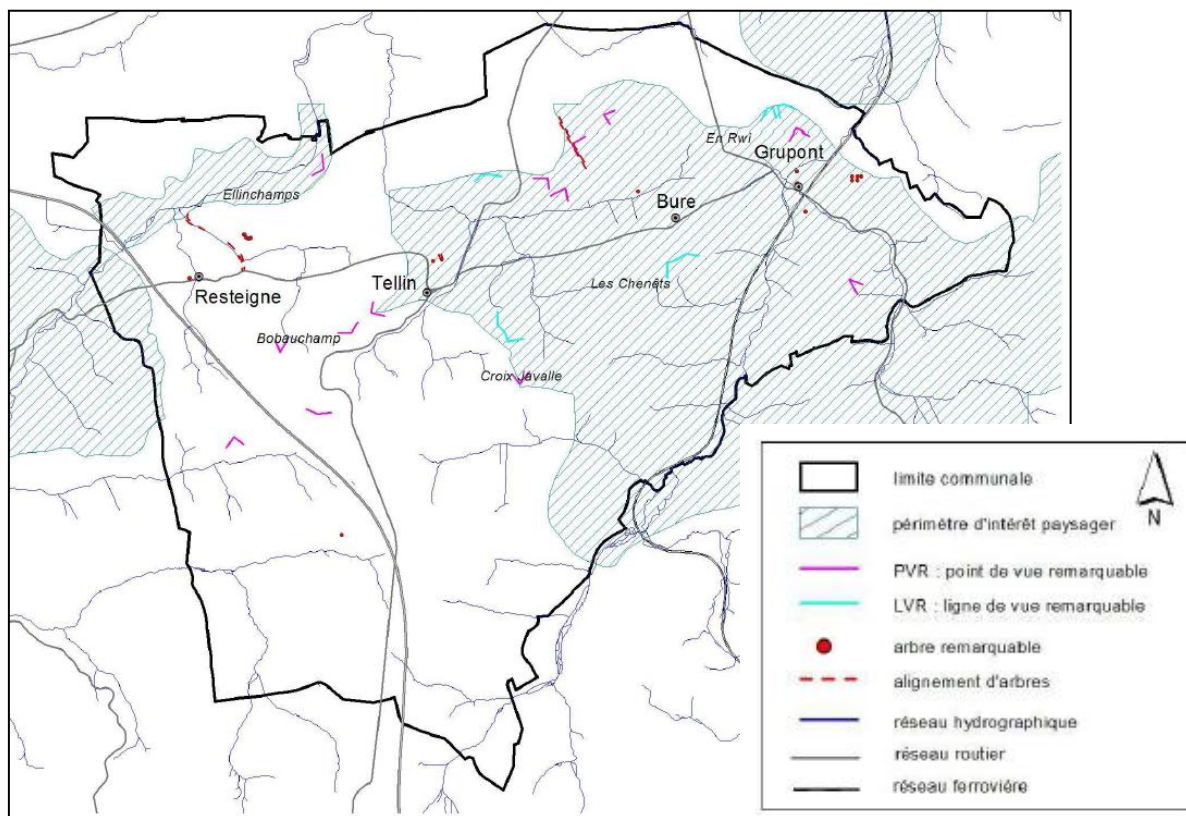 En Rwi
Grupont
Ellinchamps
Bure
Les Chenêts
Tellin
Resteigne
Bobauchamp
Croix Javalle
limite communale
périmètre d'intérêt paysager
N
PVR : point de vue remarquable
LVR : ligne de vue remarquable
arbre remarquable
alignement d'arbres
réseau hydrographique
réseau routier
réseau ferrovière